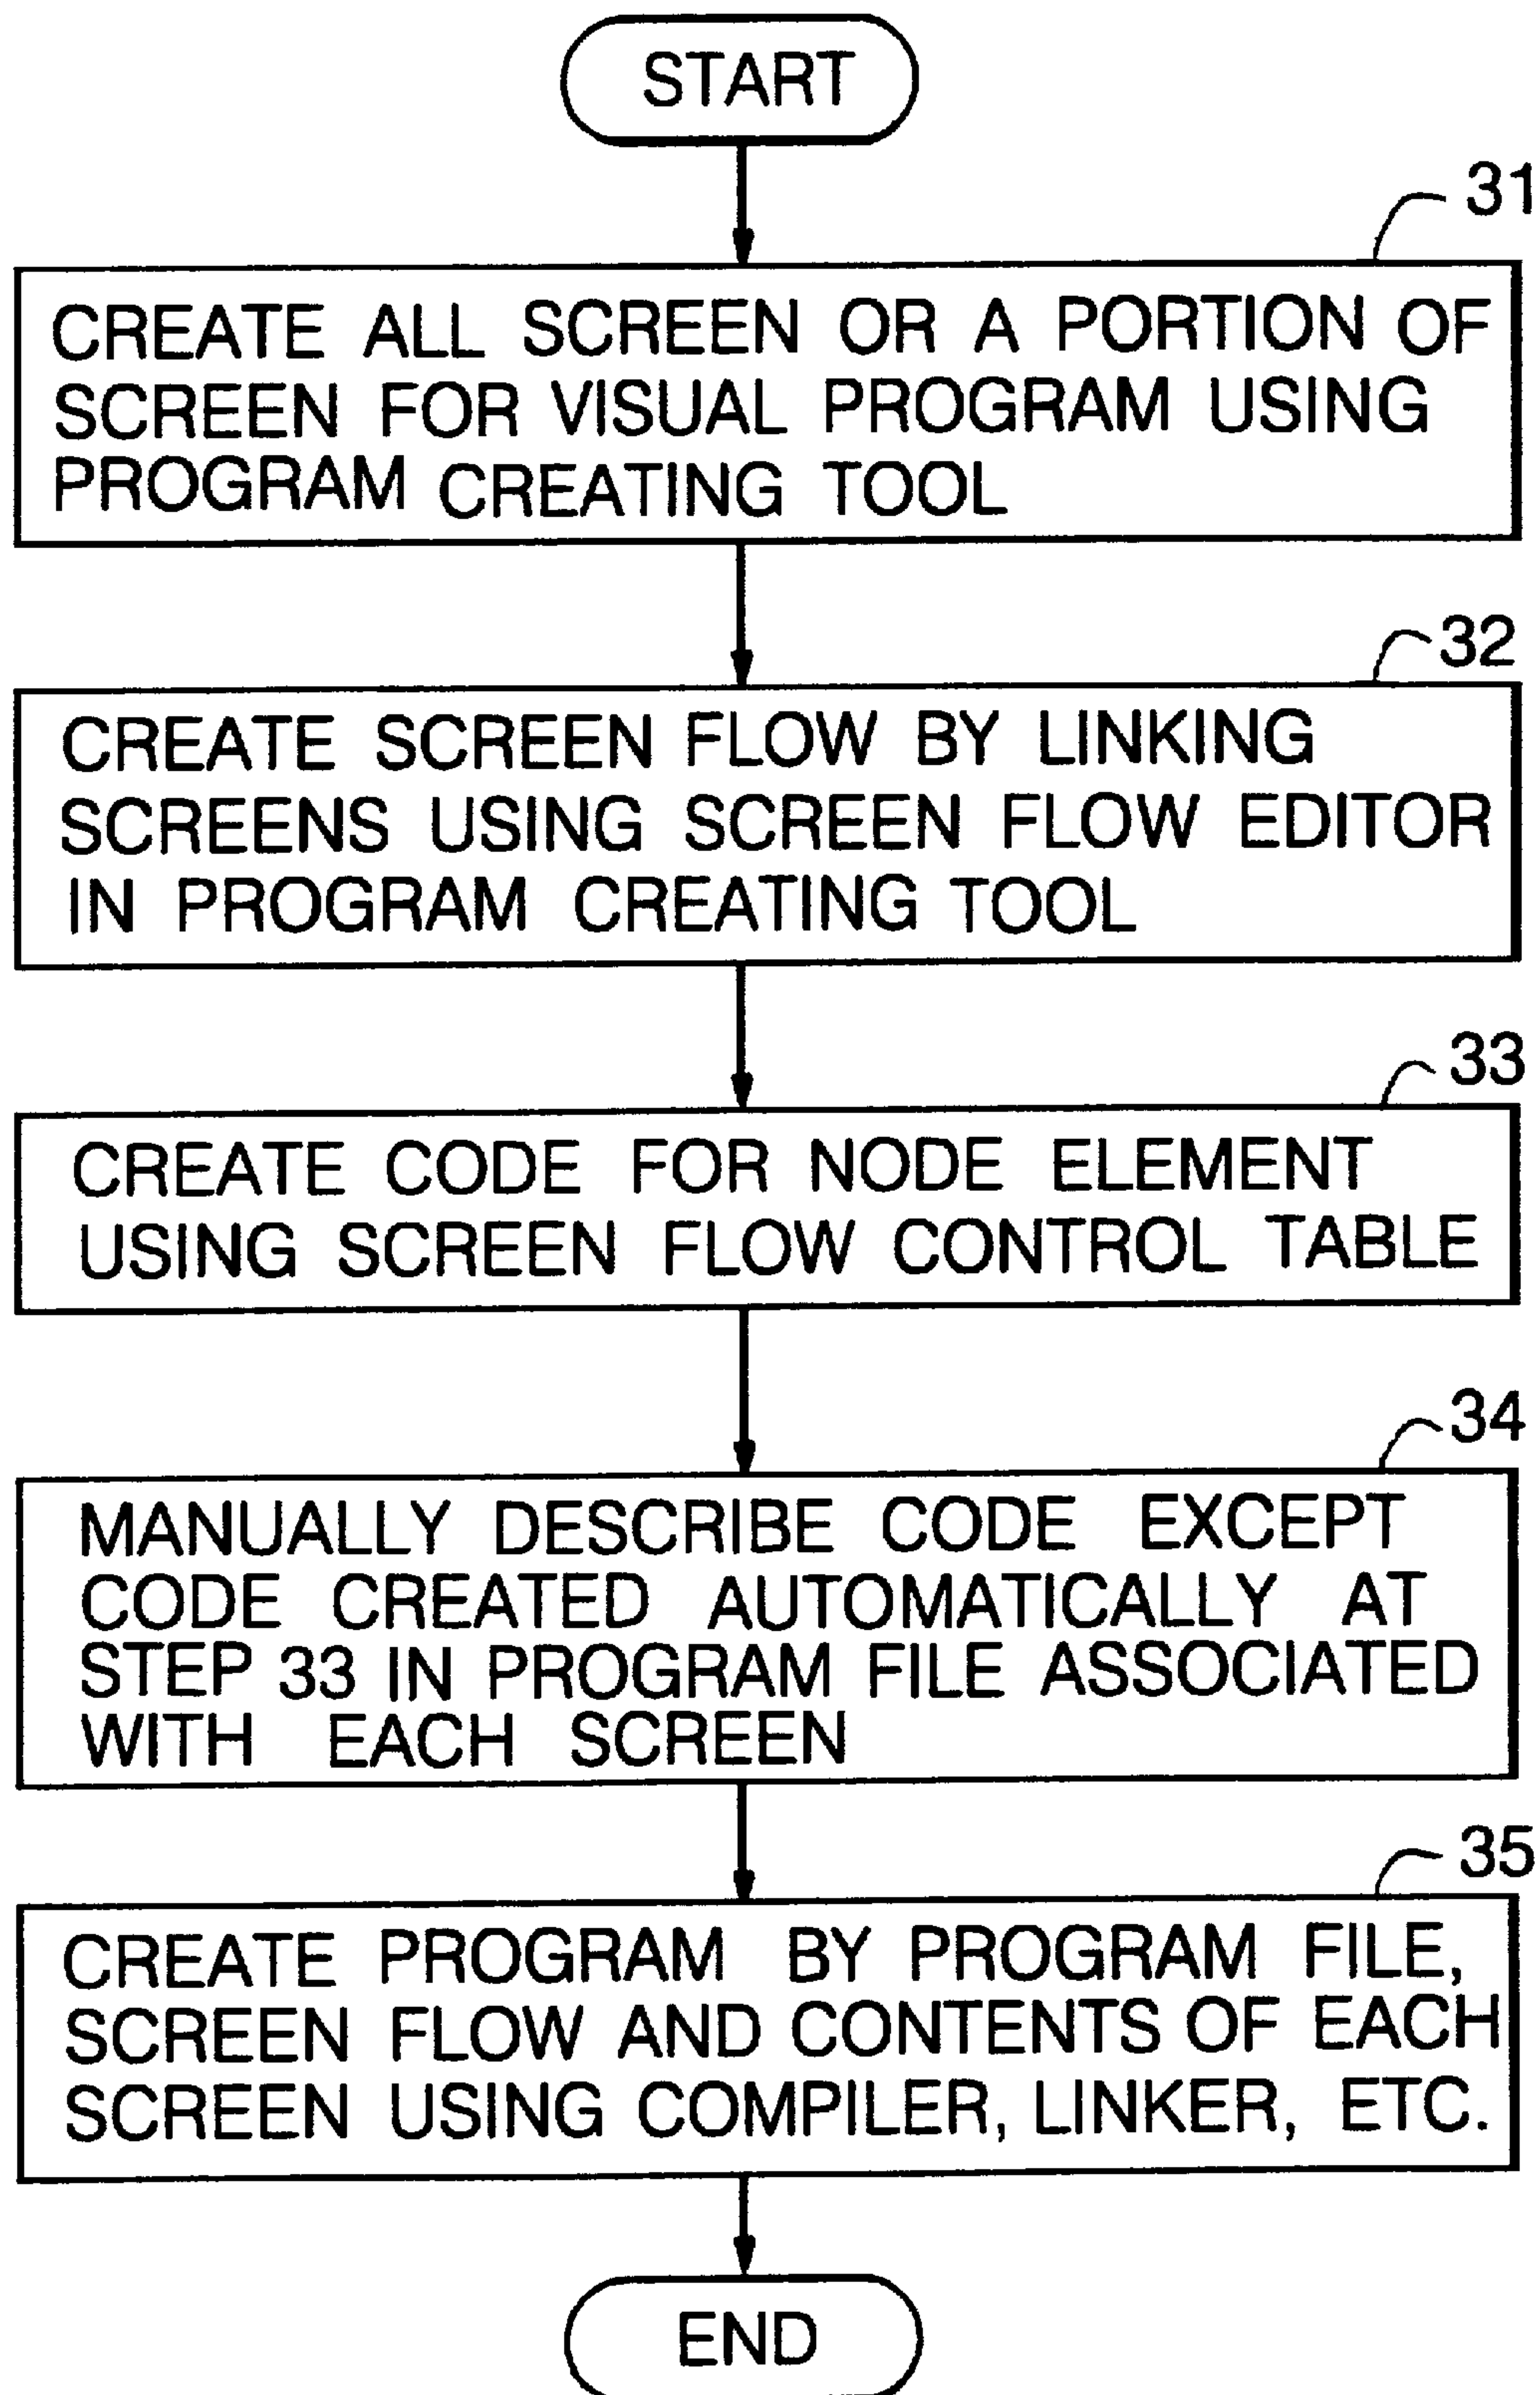 START
31
CREATE ALL SCREEN OR A PORTION OF
SCREEN FOR VISUAL PROGRAM USING
PROGRAM CREATING TOOL
32
CREATE SCREEN FLOW BY LINKING
SCREENS USING SCREEN FLOW EDITOR
IN PROGRAM CREATING TOOL
33
CREATE CODE FOR NODE ELEMENT
USING SCREEN FLOW CONTROL TABLE
34
MANUALLY DESCRIBE CODE EXCEPT
CODE CREATED AUTOMATICALLY AT
STEP 33 IN PROGRAM FILE ASSOCIATED
WITH EACH SCREEN
35
CREATE PROGRAM BY PROGRAM FILE,
SCREEN FLOW AND CONTENTS OF EACH
SCREEN USING COMPILER, LINKER, ETC.
END